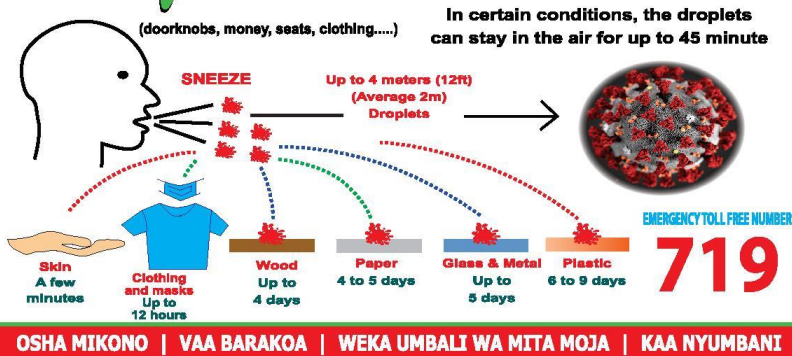 (doorknobs, money, seats, clothing.....)
In certain conditions, the droplets
can stay in the air for up to 45 minute
SNEEZE
Up to 4 meters (12ft)
(Average 2m)
Droplets
EMERGENCY TOLL FREE NUMBER
719
Skin
A few
minutes
Clothing
and masks
Up to
12 hours
Wood
Up to
4 days
Paper
4 to 5 days
Glass & Metal
Up to
5 days
Plastic
6 to 9 days
OSHA MIKONO | VAA BARAKOA | WEKA UMBALI WA MITA MOJA | KAA NYUMBANI